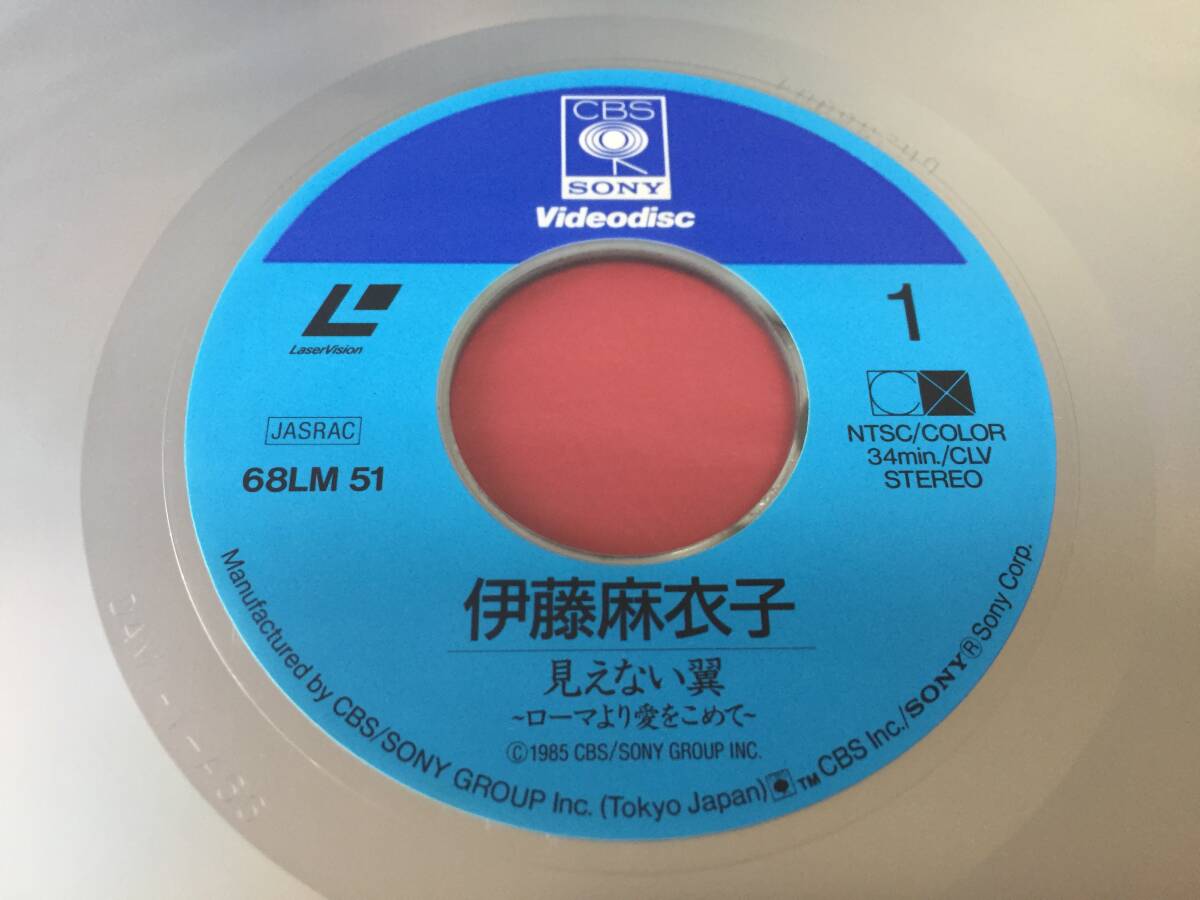 CBS
SONY
Videodisc
LaserVision
1
JASRAC
68LM 51
NTSC/COLOR
34min./CLV
STEREO
伊藤麻衣子
見えない翼
~ローマより愛をこめて~
Ⓒ1985 CBS/SONY GROUP INC.
Manufactured by CBS/SONY GROUP Inc. (Tokyo Japan) TM CBS Inc./SONY® Sony Corp.